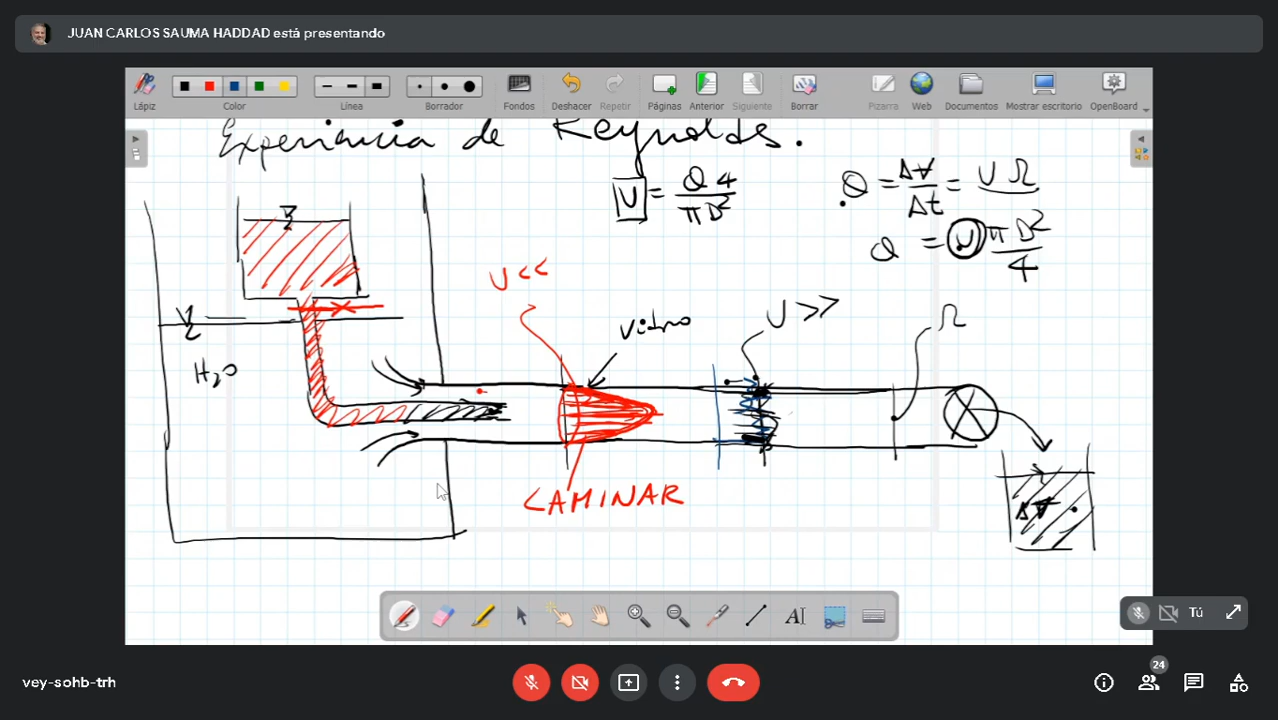 JUAN CARLOS SAUMA HADDAD está presentando
Lápiz
Color
Línea
Borrador
Fondos
Deshacer
Repetir
Páginas
Anterior
Siguiente
Borrar
Pizarra
Web
Documentos
Mostrar escritorio
OpenBoard
Experiencia de Reynolds.
U = Q 4 / π D²
Q = ΔV / Δt = U Ω
Q = U π D² / 4
U <<
Vidrio
U >>
Ω
H₂O
LAMINAR
ΔV
Tú
vey-sohb-trh
24